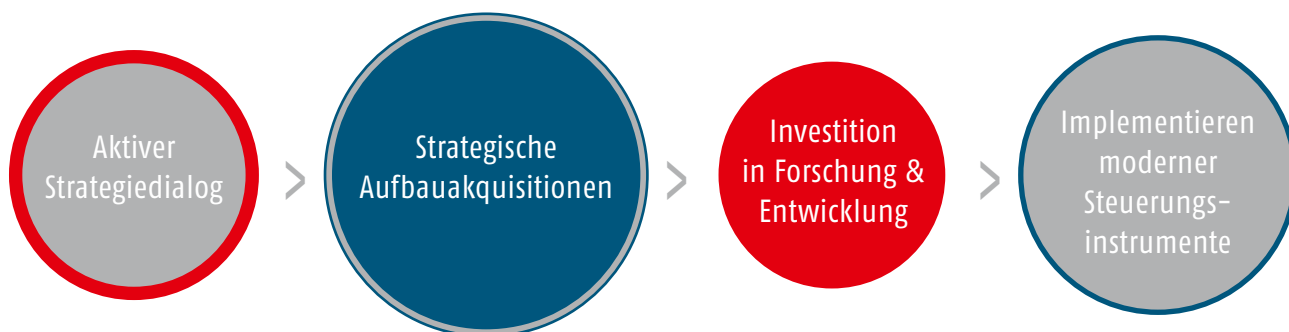 Aktiver
Strategiedialog
>
Strategische
Aufbauakquisitionen
>
Investition
in Forschung &
Entwicklung
>
Implementieren
moderner
Steuerungs-
instrumente